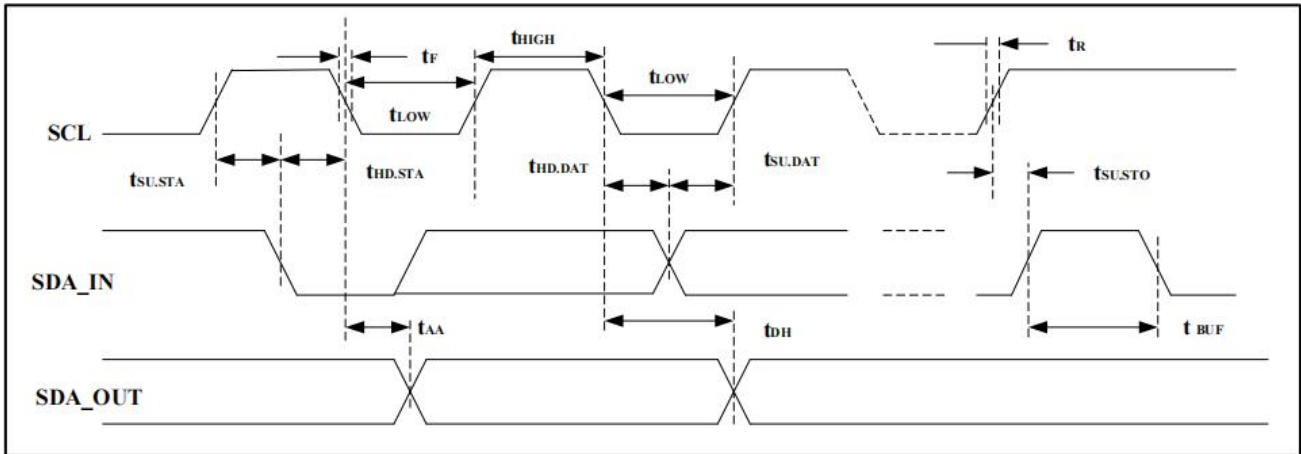 tF
tHIGH
tR
tLOW
tLOW
SCL
tSU.STA
tHD.STA
tHD.DAT
tSU.DAT
tSU.STO
SDA_IN
tAA
tDH
t BUF
SDA_OUT